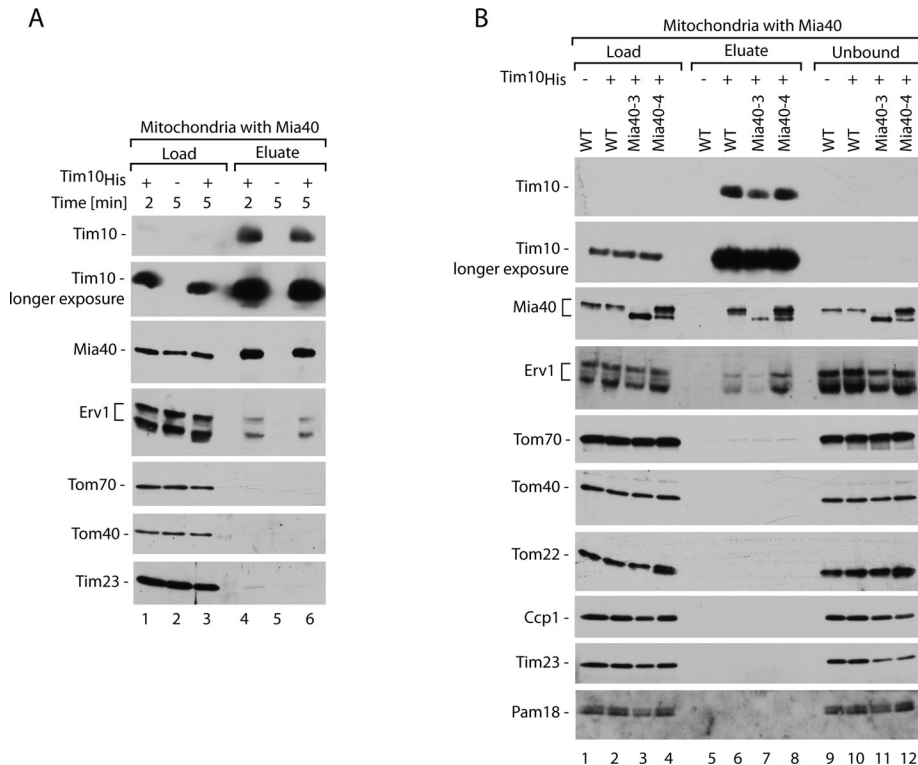 A
Mitochondria with Mia40
Load Eluate
Tim10His + - + + - +
Time [min] 2 5 5 2 5 5
Tim10 -
Tim10 -
longer exposure
Mia40 -
Erv1 [
Tom70 -
Tom40 -
Tim23 -
1 2 3 4 5 6
B
Mitochondria with Mia40
Load Eluate Unbound
Tim10His - + + + - + + + - + + +
WT WT Mia40-3 Mia40-4 WT WT Mia40-3 Mia40-4 WT WT Mia40-3 Mia40-4
Tim10 -
Tim10 -
longer exposure
Mia40 [
Erv1 [
Tom70 -
Tom40 -
Tom22 -
Ccp1 -
Tim23 -
Pam18 -
1 2 3 4 5 6 7 8 9 10 11 12